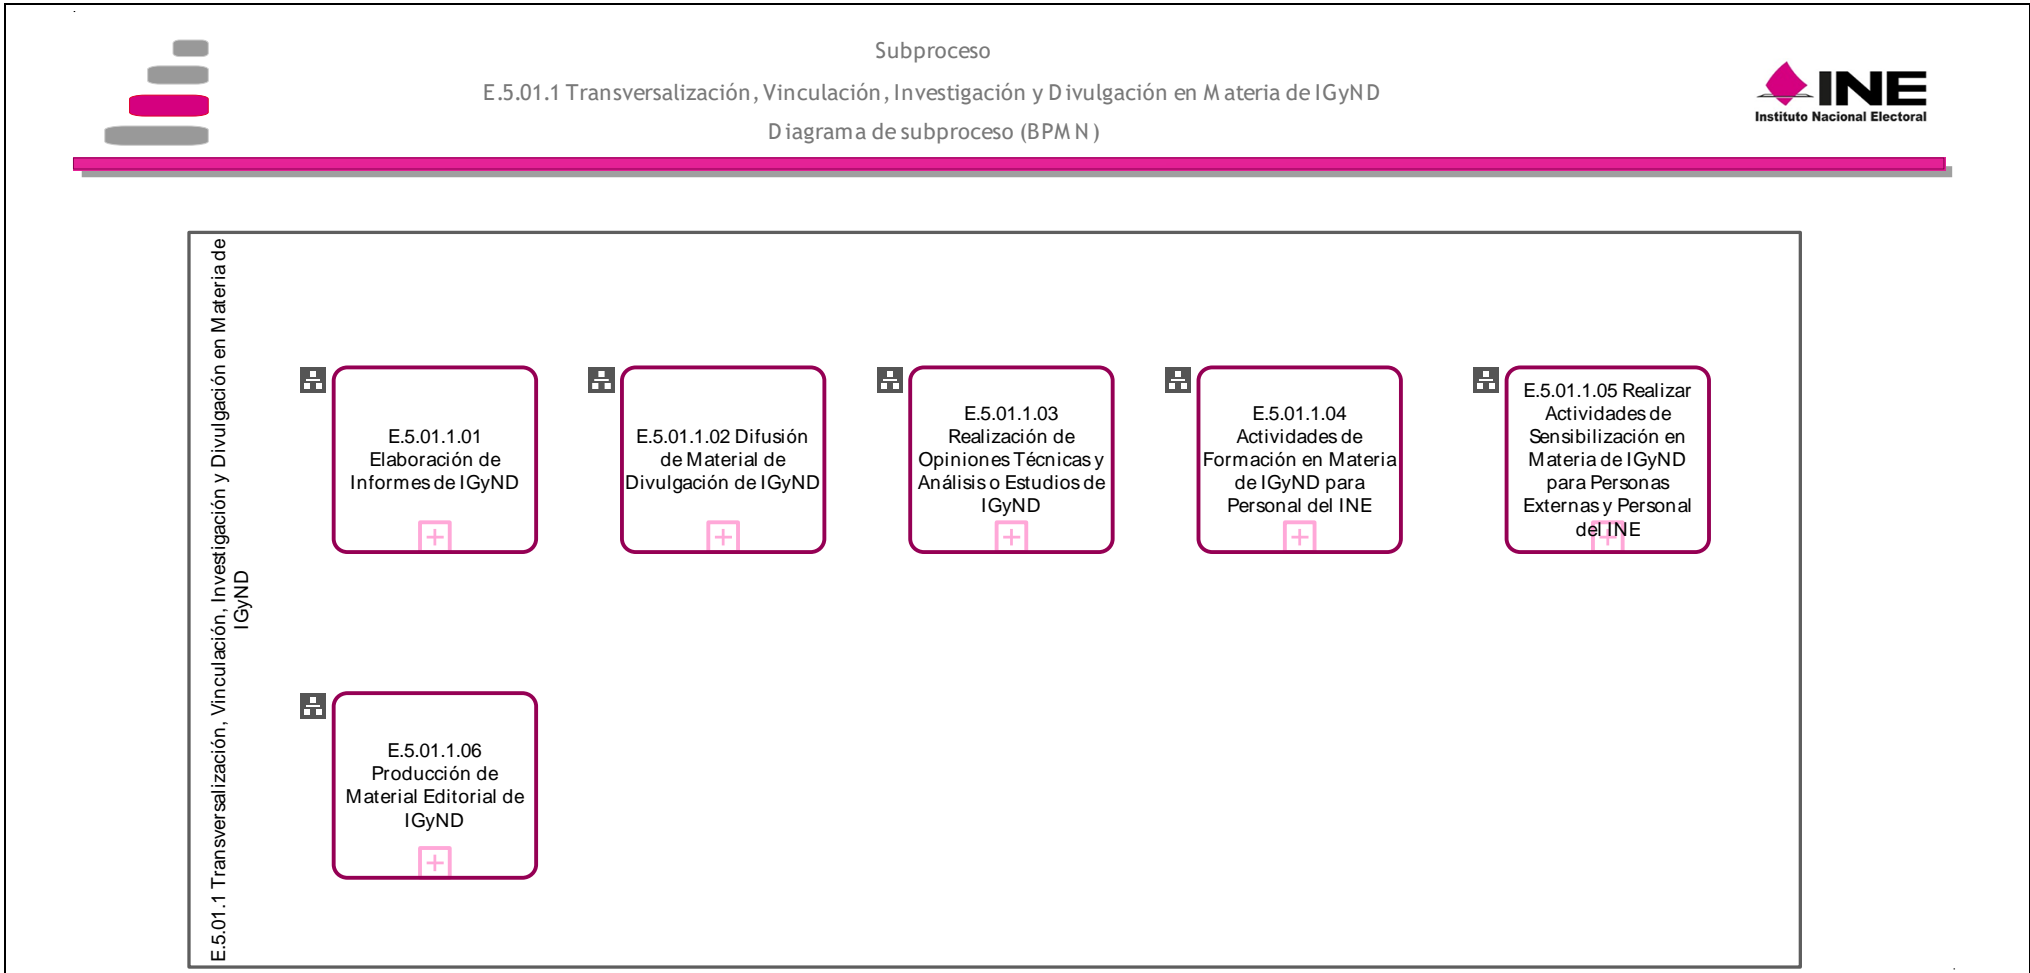 Subproceso
E.5.01.1 Transversalización, Vinculación, Investigación y Divulgación en Materia de IGyND
Diagrama de subproceso (BPMN)
INE
Instituto Nacional Electoral
E.5.01.1 Transversalización, Vinculación, Investigación y Divulgación en Materia de
IGyND
E.5.01.1.01
Elaboración de
Informes de IGyND
E.5.01.1.02 Difusión
de Material de
Divulgación de IGyND
E.5.01.1.03
Realización de
Opiniones Técnicas y
Análisis o Estudios de
IGyND
E.5.01.1.04
Actividades de
Formación en Materia
de IGyND para
Personal del INE
E.5.01.1.05 Realizar
Actividades de
Sensibilización en
Materia de IGyND
para Personas
Externas y Personal
del INE
E.5.01.1.06
Producción de
Material Editorial de
IGyND